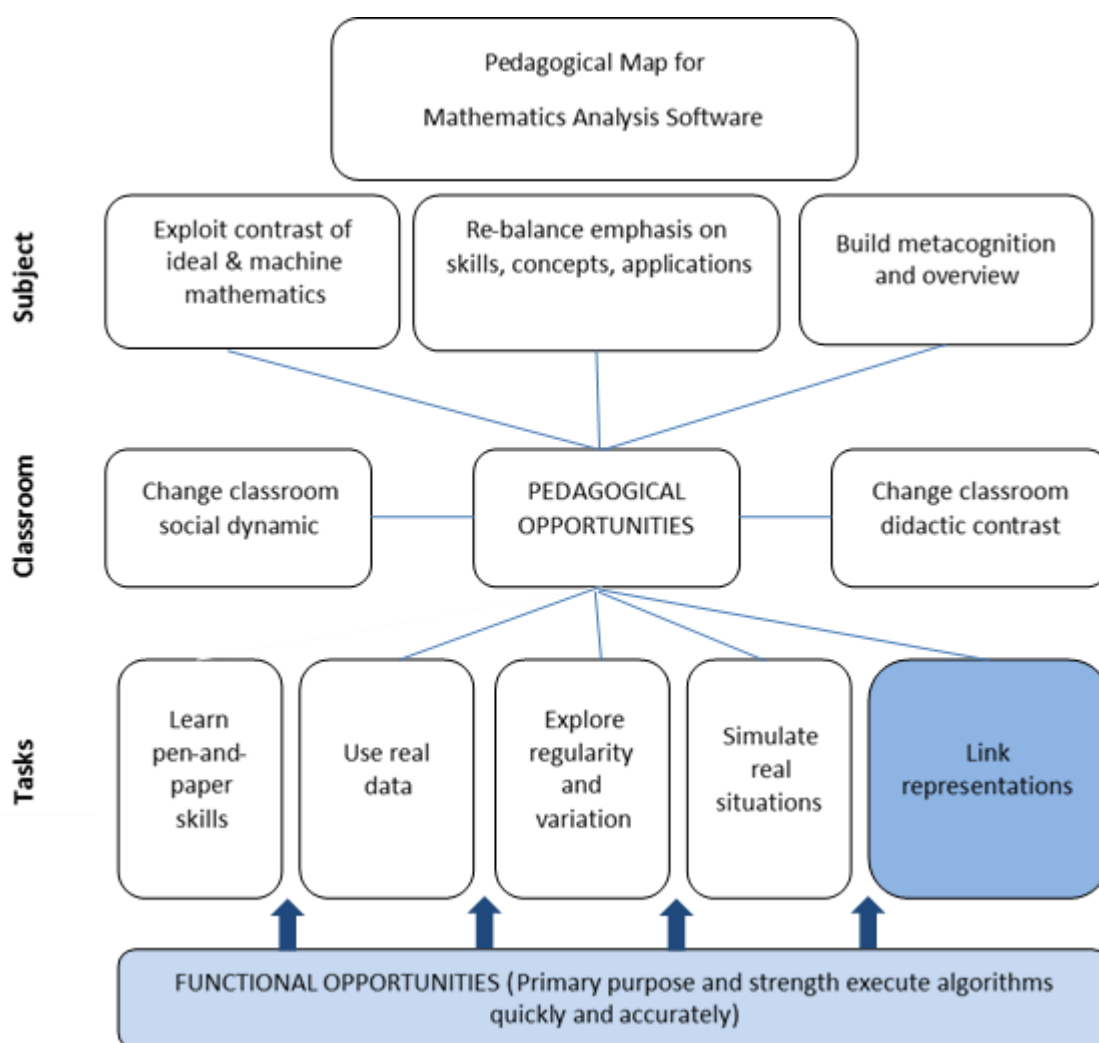 Pedagogical Map for
Mathematics Analysis Software
Subject
Exploit contrast of
ideal & machine
mathematics
Re-balance emphasis on
skills, concepts, applications
Build metacognition
and overview
Classroom
Change classroom
social dynamic
PEDAGOGICAL
OPPORTUNITIES
Change classroom
didactic contrast
Tasks
Learn
pen-and-
paper
skills
Use real
data
Explore
regularity
and
variation
Simulate
real
situations
Link
representations
FUNCTIONAL OPPORTUNITIES (Primary purpose and strength execute algorithms
quickly and accurately)